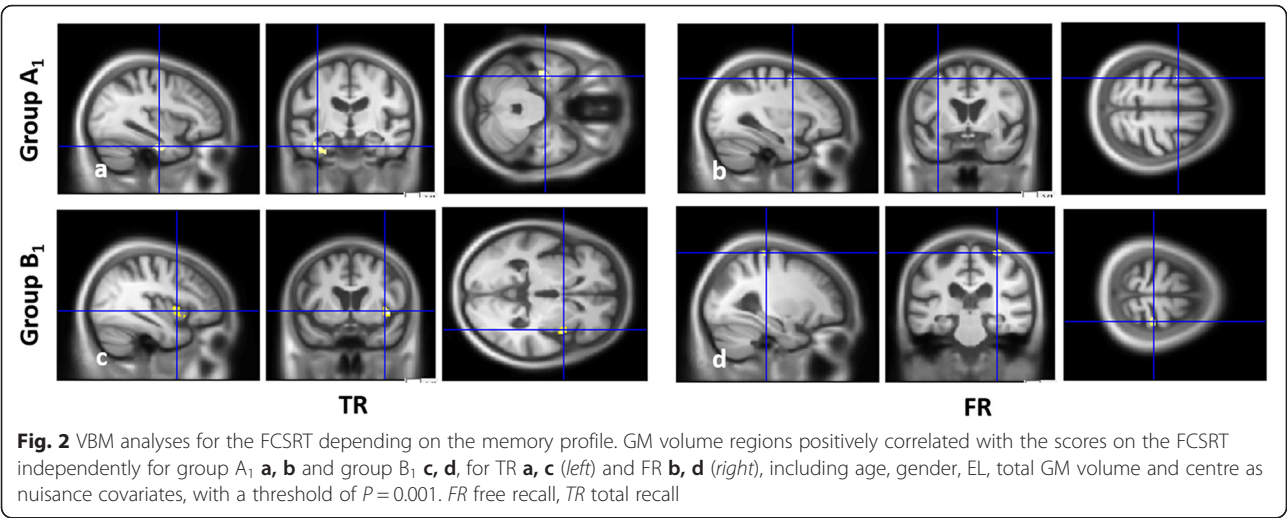 Group A1
a
b
Group B1
c
d
TR
FR
Fig. 2 VBM analyses for the FCSRT depending on the memory profile. GM volume regions positively correlated with the scores on the FCSRT
independently for group A1 a, b and group B1 c, d, for TR a, c (left) and FR b, d (right), including age, gender, EL, total GM volume and centre as
nuisance covariates, with a threshold of P = 0.001. FR free recall, TR total recall